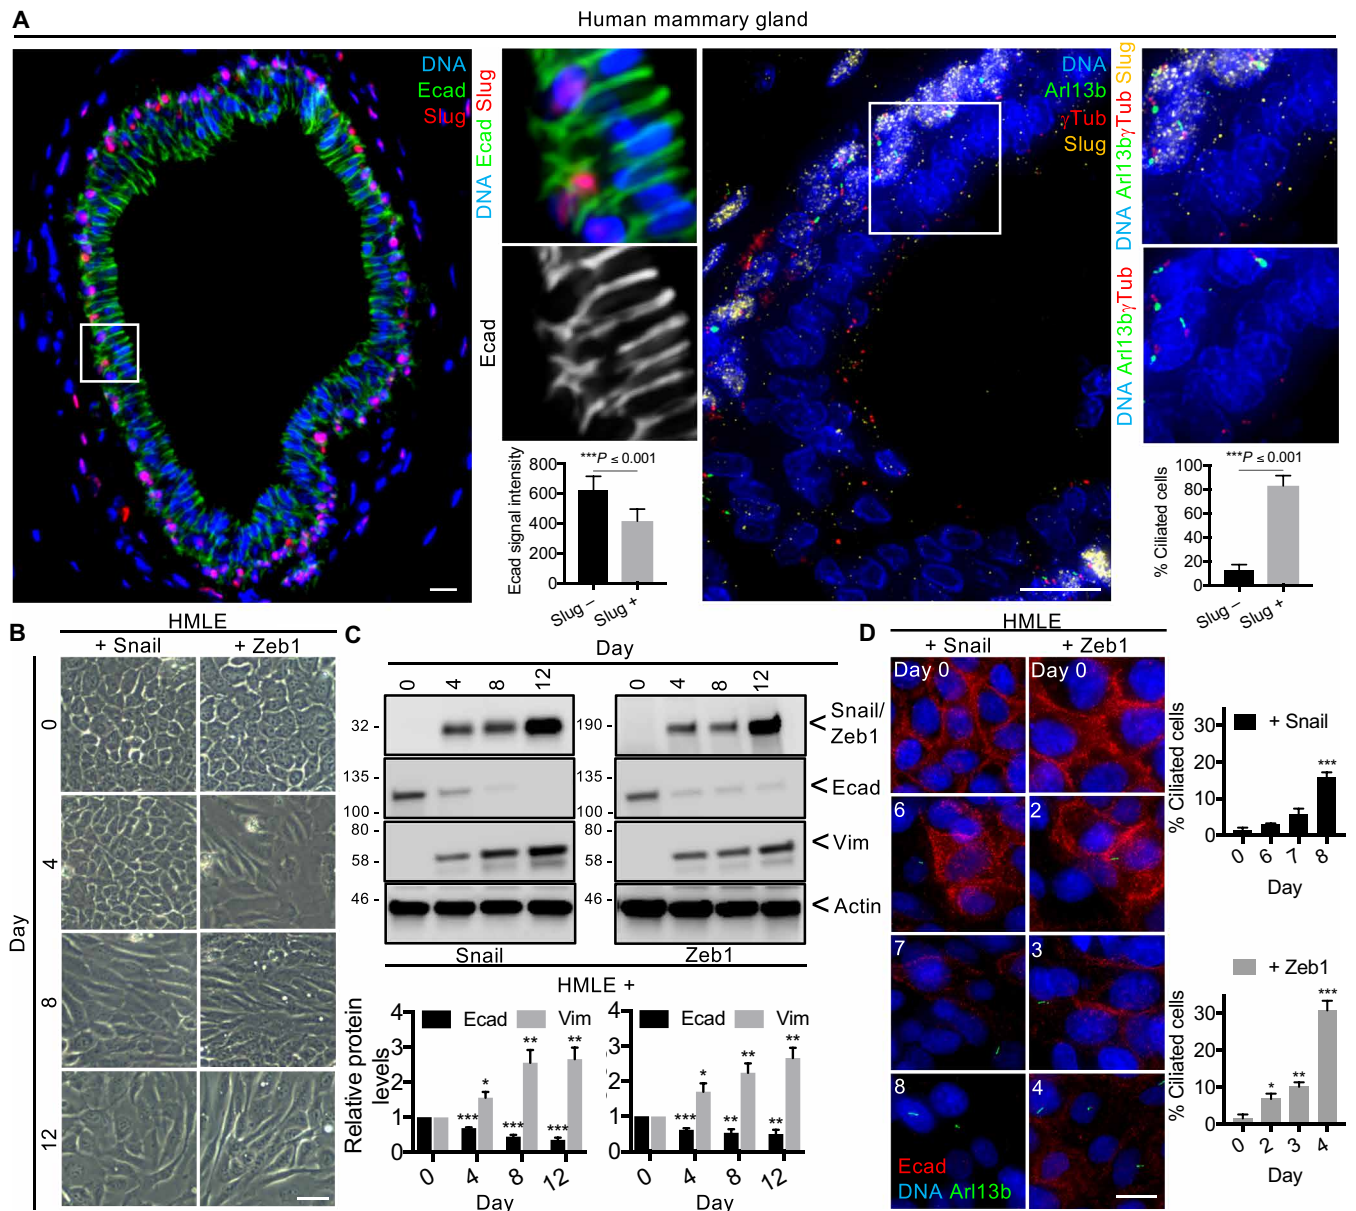 A
Human mammary gland
DNA
Ecad
Slug
DNA Ecad Slug
Ecad
Ecad signal intensity
800
600
400
200
0
***P ≤ 0.001
Slug –
Slug +
DNA
Arl13b
γTub
Slug
DNA Arl13b γTub Slug
DNA Arl13b γTub
% Ciliated cells
100
80
60
40
20
0
***P ≤ 0.001
Slug –
Slug +
B
HMLE
+ Snail
+ Zeb1
Day
0
4
8
12
C
Day
0 4 8 12
0 4 8 12
32 -
190 -
Snail/
Zeb1
135 -
100 -
135 -
100 -
Ecad
80 -
58 -
80 -
58 -
Vim
46 -
46 -
Actin
Snail
Zeb1
HMLE +
Relative protein
levels
4
3
2
1
0
Ecad Vim
*** * *** ** *** **
0 4 8 12
Day
4
3
2
1
0
Ecad Vim
*** * ** ** ** **
0 4 8 12
Day
D
HMLE
+ Snail
+ Zeb1
Day 0
Day 0
6
2
7
3
8
4
Ecad
DNA Arl13b
% Ciliated cells
30
20
10
0
+ Snail
***
0 6 7 8
Day
% Ciliated cells
30
20
10
0
+ Zeb1
* ** ***
0 2 3 4
Day